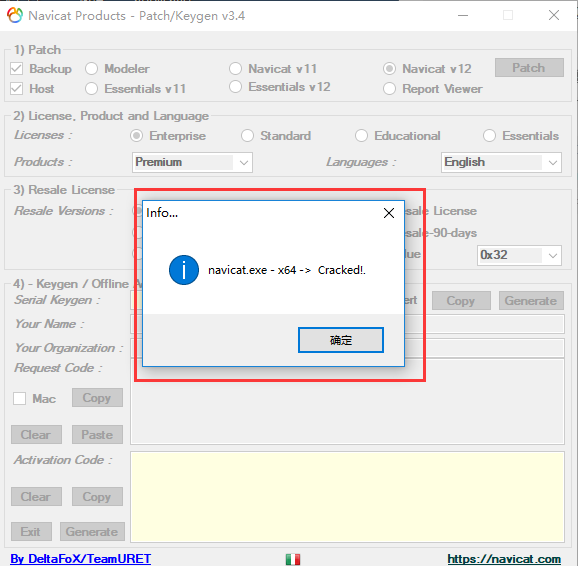 Navicat Products - Patch/Keygen v3.4
1) Patch
Backup Modeler Navicat v11 Navicat v12 Patch
Host Essentials v11 Essentials v12 Report Viewer
2) License, Product and Language
Licenses : Enterprise Standard Educational Essentials
Products : Premium Languages : English
3) Resale License
Resale Versions : License
-90-days
0x32
Info...
navicat.exe - x64 -> Cracked!.
确定
4) - Keygen / Offline
Serial Keygen : Copy Generate
Your Name :
Your Organization :
Request Code :
Mac Copy
Clear Paste
Activation Code :
Clear Copy
Exit Generate
By DeltaFoX/TeamURET https://navicat.com